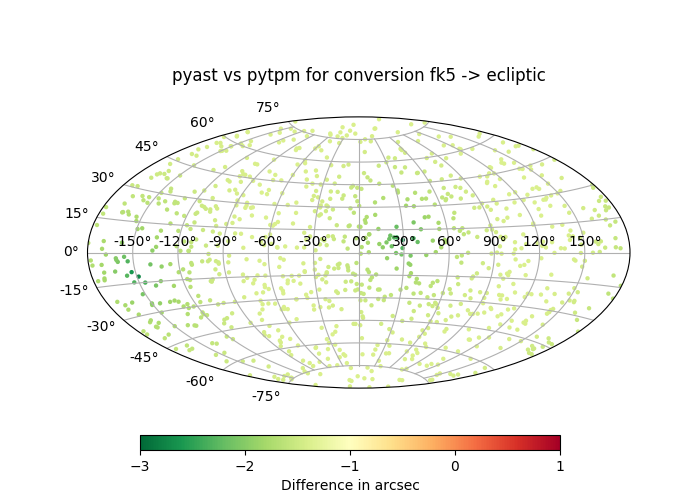 pyast vs pytpm for conversion fk5 -> ecliptic
75°
60°
45°
30°
15°
0°
-150° -120° -90° -60° -30° 0° 30° 60° 90° 120° 150°
-15°
-30°
-45°
-60°
-75°
−3 −2 −1 0 1
Difference in arcsec